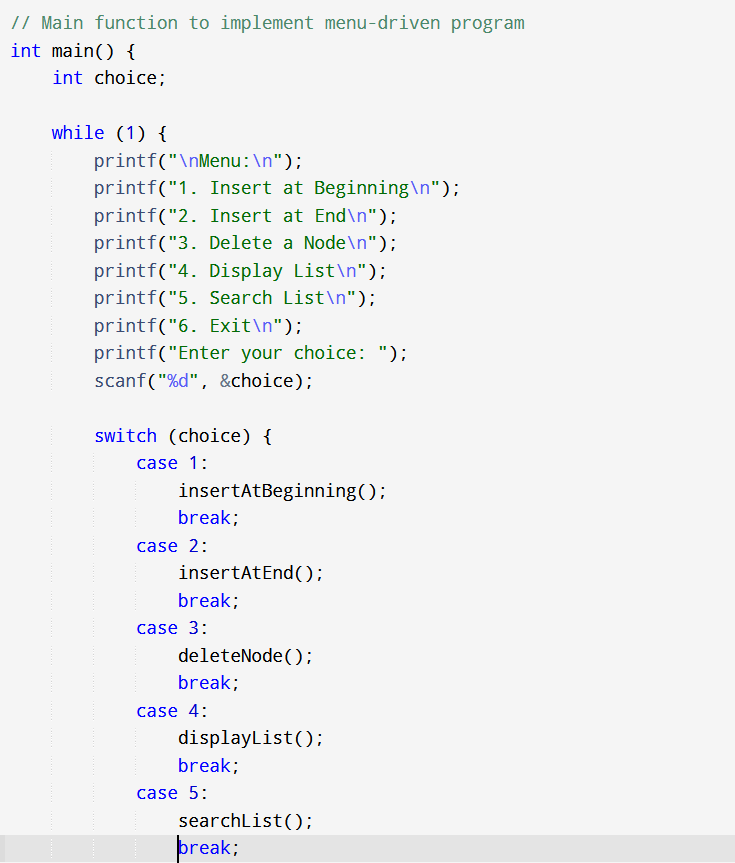 // Main function to implement menu-driven program
int main() {
    int choice;

    while (1) {
        printf("\nMenu:\n");
        printf("1. Insert at Beginning\n");
        printf("2. Insert at End\n");
        printf("3. Delete a Node\n");
        printf("4. Display List\n");
        printf("5. Search List\n");
        printf("6. Exit\n");
        printf("Enter your choice: ");
        scanf("%d", &choice);

        switch (choice) {
            case 1:
                insertAtBeginning();
                break;
            case 2:
                insertAtEnd();
                break;
            case 3:
                deleteNode();
                break;
            case 4:
                displayList();
                break;
            case 5:
                searchList();
                break;